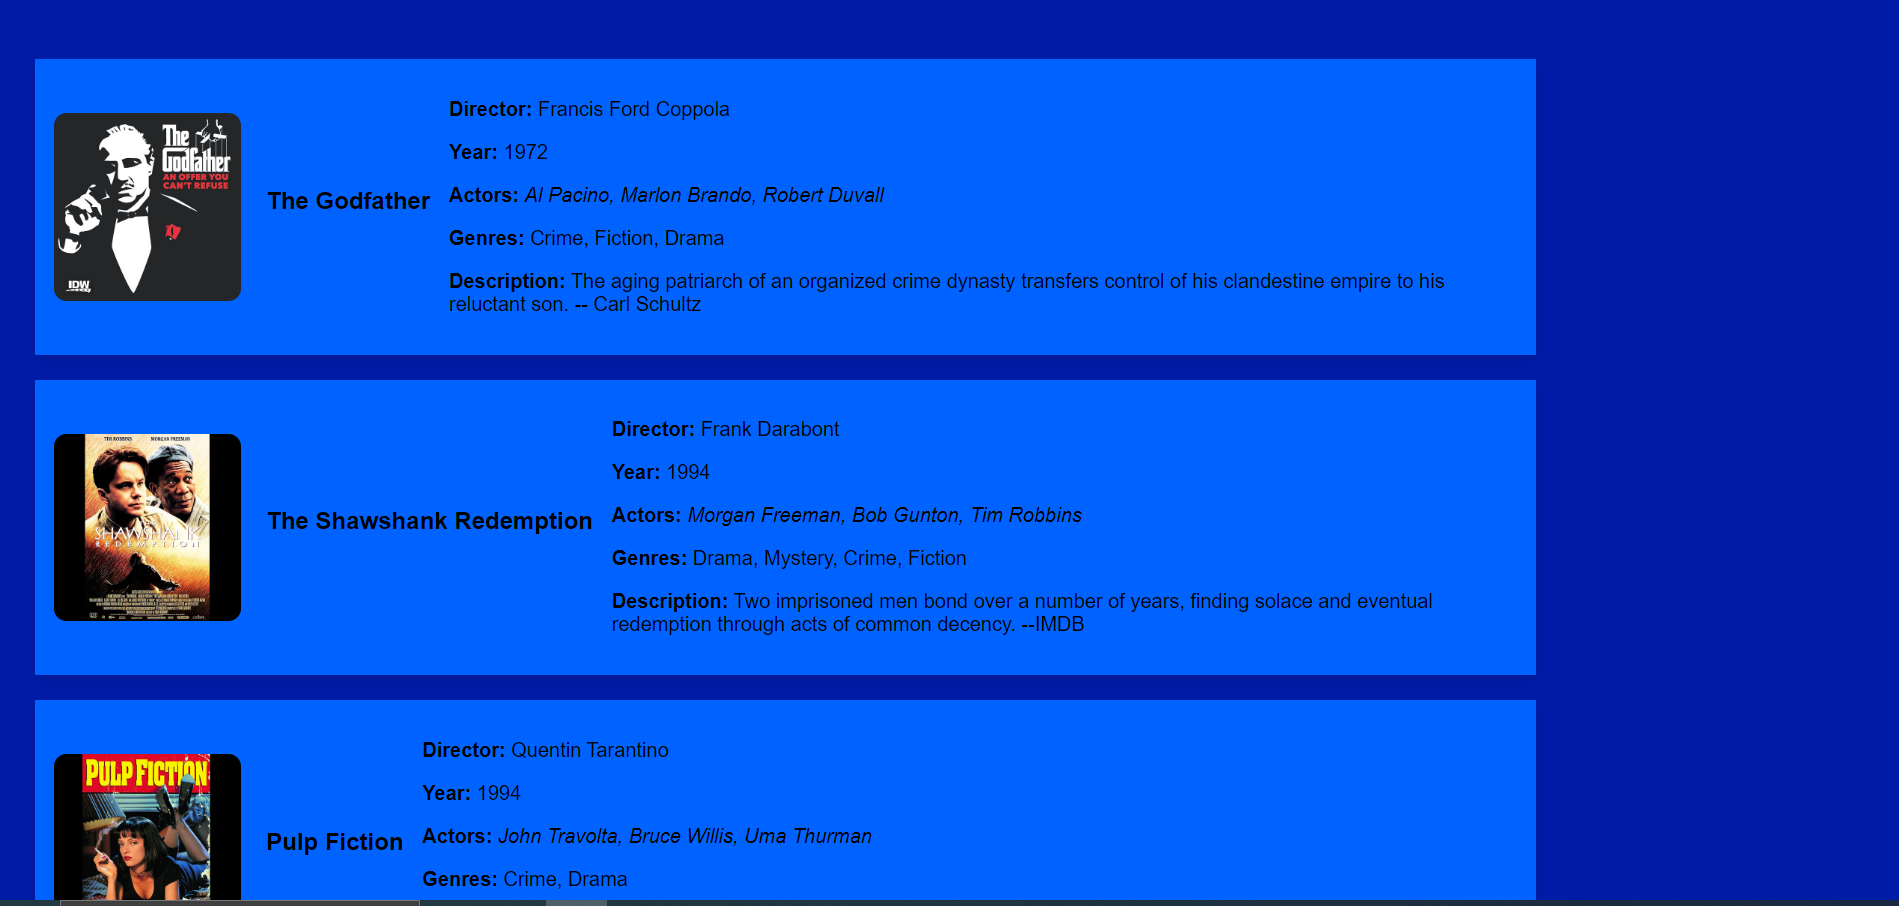 The
Godfather
AN OFFER YOU
CAN'T REFUSE
IDW
The Godfather
Director: Francis Ford Coppola
Year: 1972
Actors: Al Pacino, Marlon Brando, Robert Duvall
Genres: Crime, Fiction, Drama
Description: The aging patriarch of an organized crime dynasty transfers control of his clandestine empire to his
reluctant son. -- Carl Schultz
TIM ROBBINS MORGAN FREEMAN
SHAWSHANK
REDEMPTION
The Shawshank Redemption
Director: Frank Darabont
Year: 1994
Actors: Morgan Freeman, Bob Gunton, Tim Robbins
Genres: Drama, Mystery, Crime, Fiction
Description: Two imprisoned men bond over a number of years, finding solace and eventual
redemption through acts of common decency. --IMDB
PULP FICTION
Pulp Fiction
Director: Quentin Tarantino
Year: 1994
Actors: John Travolta, Bruce Willis, Uma Thurman
Genres: Crime, Drama